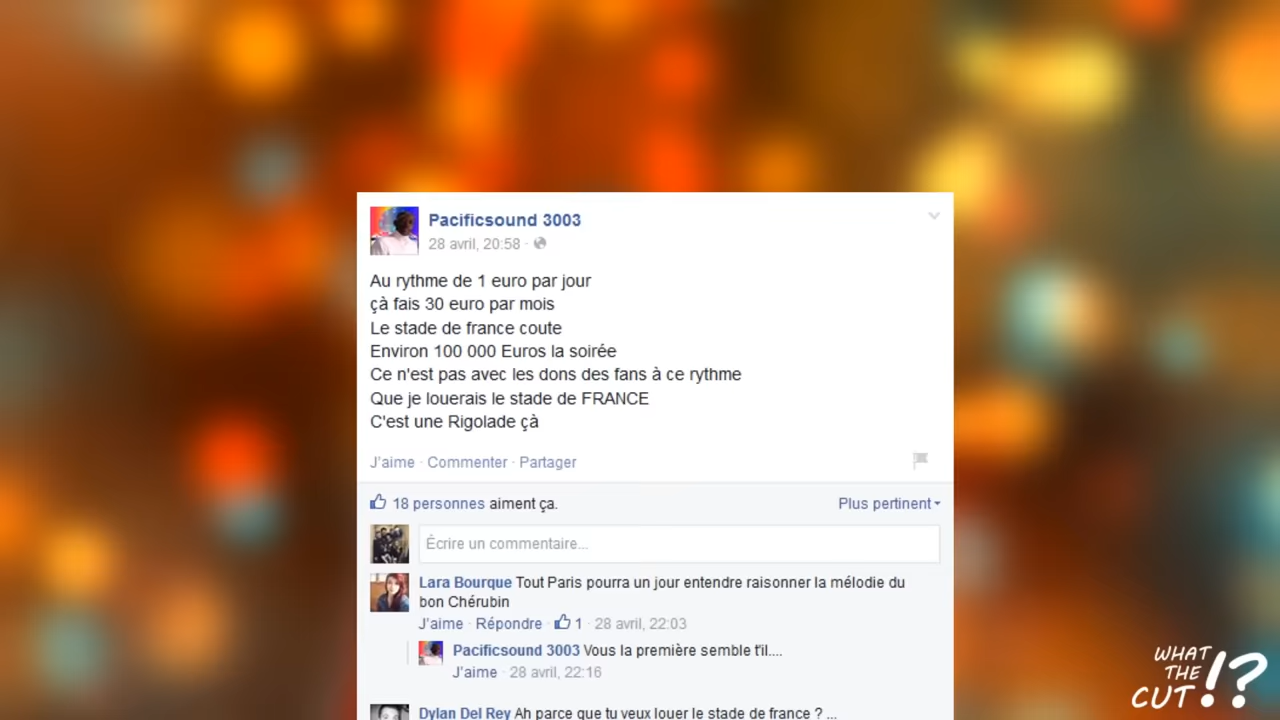 Pacificsound 3003
28 avril, 20:58 ·
Au rythme de 1 euro par jour
çà fais 30 euro par mois
Le stade de france coute
Environ 100 000 Euros la soirée
Ce n'est pas avec les dons des fans à ce rythme
Que je louerais le stade de FRANCE
C'est une Rigolade çà
J'aime · Commenter · Partager
18 personnes aiment ça.
Plus pertinent
Écrire un commentaire...
Lara Bourque Tout Paris pourra un jour entendre raisonner la mélodie du
bon Chérubin
J'aime · Répondre · 1 · 28 avril, 22:03
Pacificsound 3003 Vous la première semble t'il....
J'aime · 28 avril, 22:16
Dylan Del Rey Ah parce que tu veux louer le stade de france ? ...
WHAT
THE
CUT !?